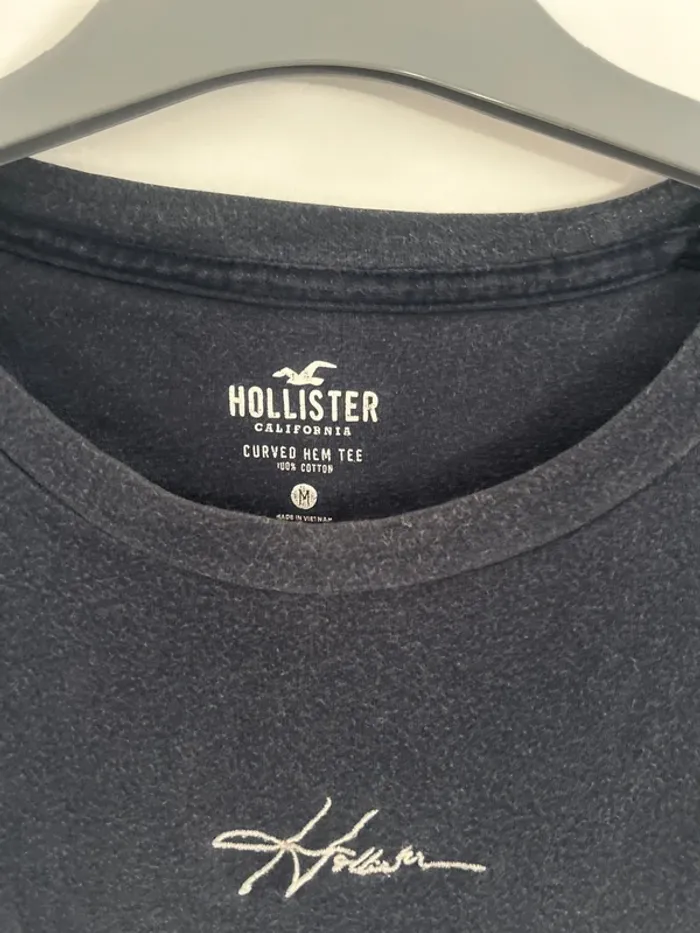 HOLLISTER
CALIFORNIA
CURVED HEM TEE
100% COTTON
M
MADE IN VIETNAM
Hollister